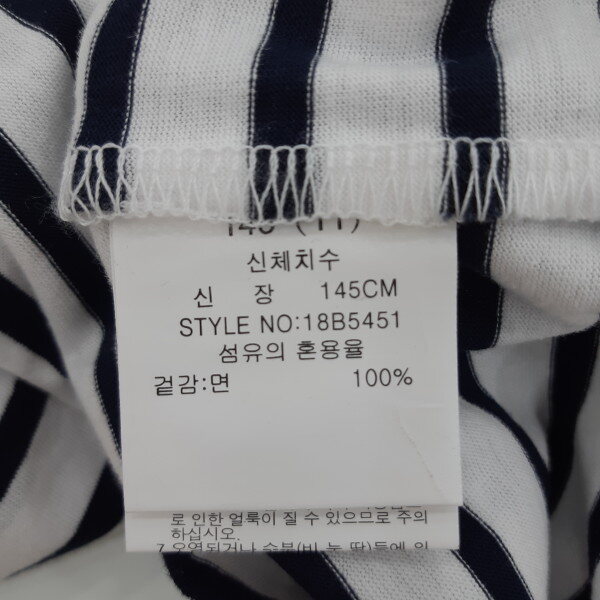 신체치수
신 장 145CM
STYLE NO:18B5451
섬유의 혼용율
겉감:면 100%
로 인한 얼룩이 질 수 있으므로 주의
하십시오.